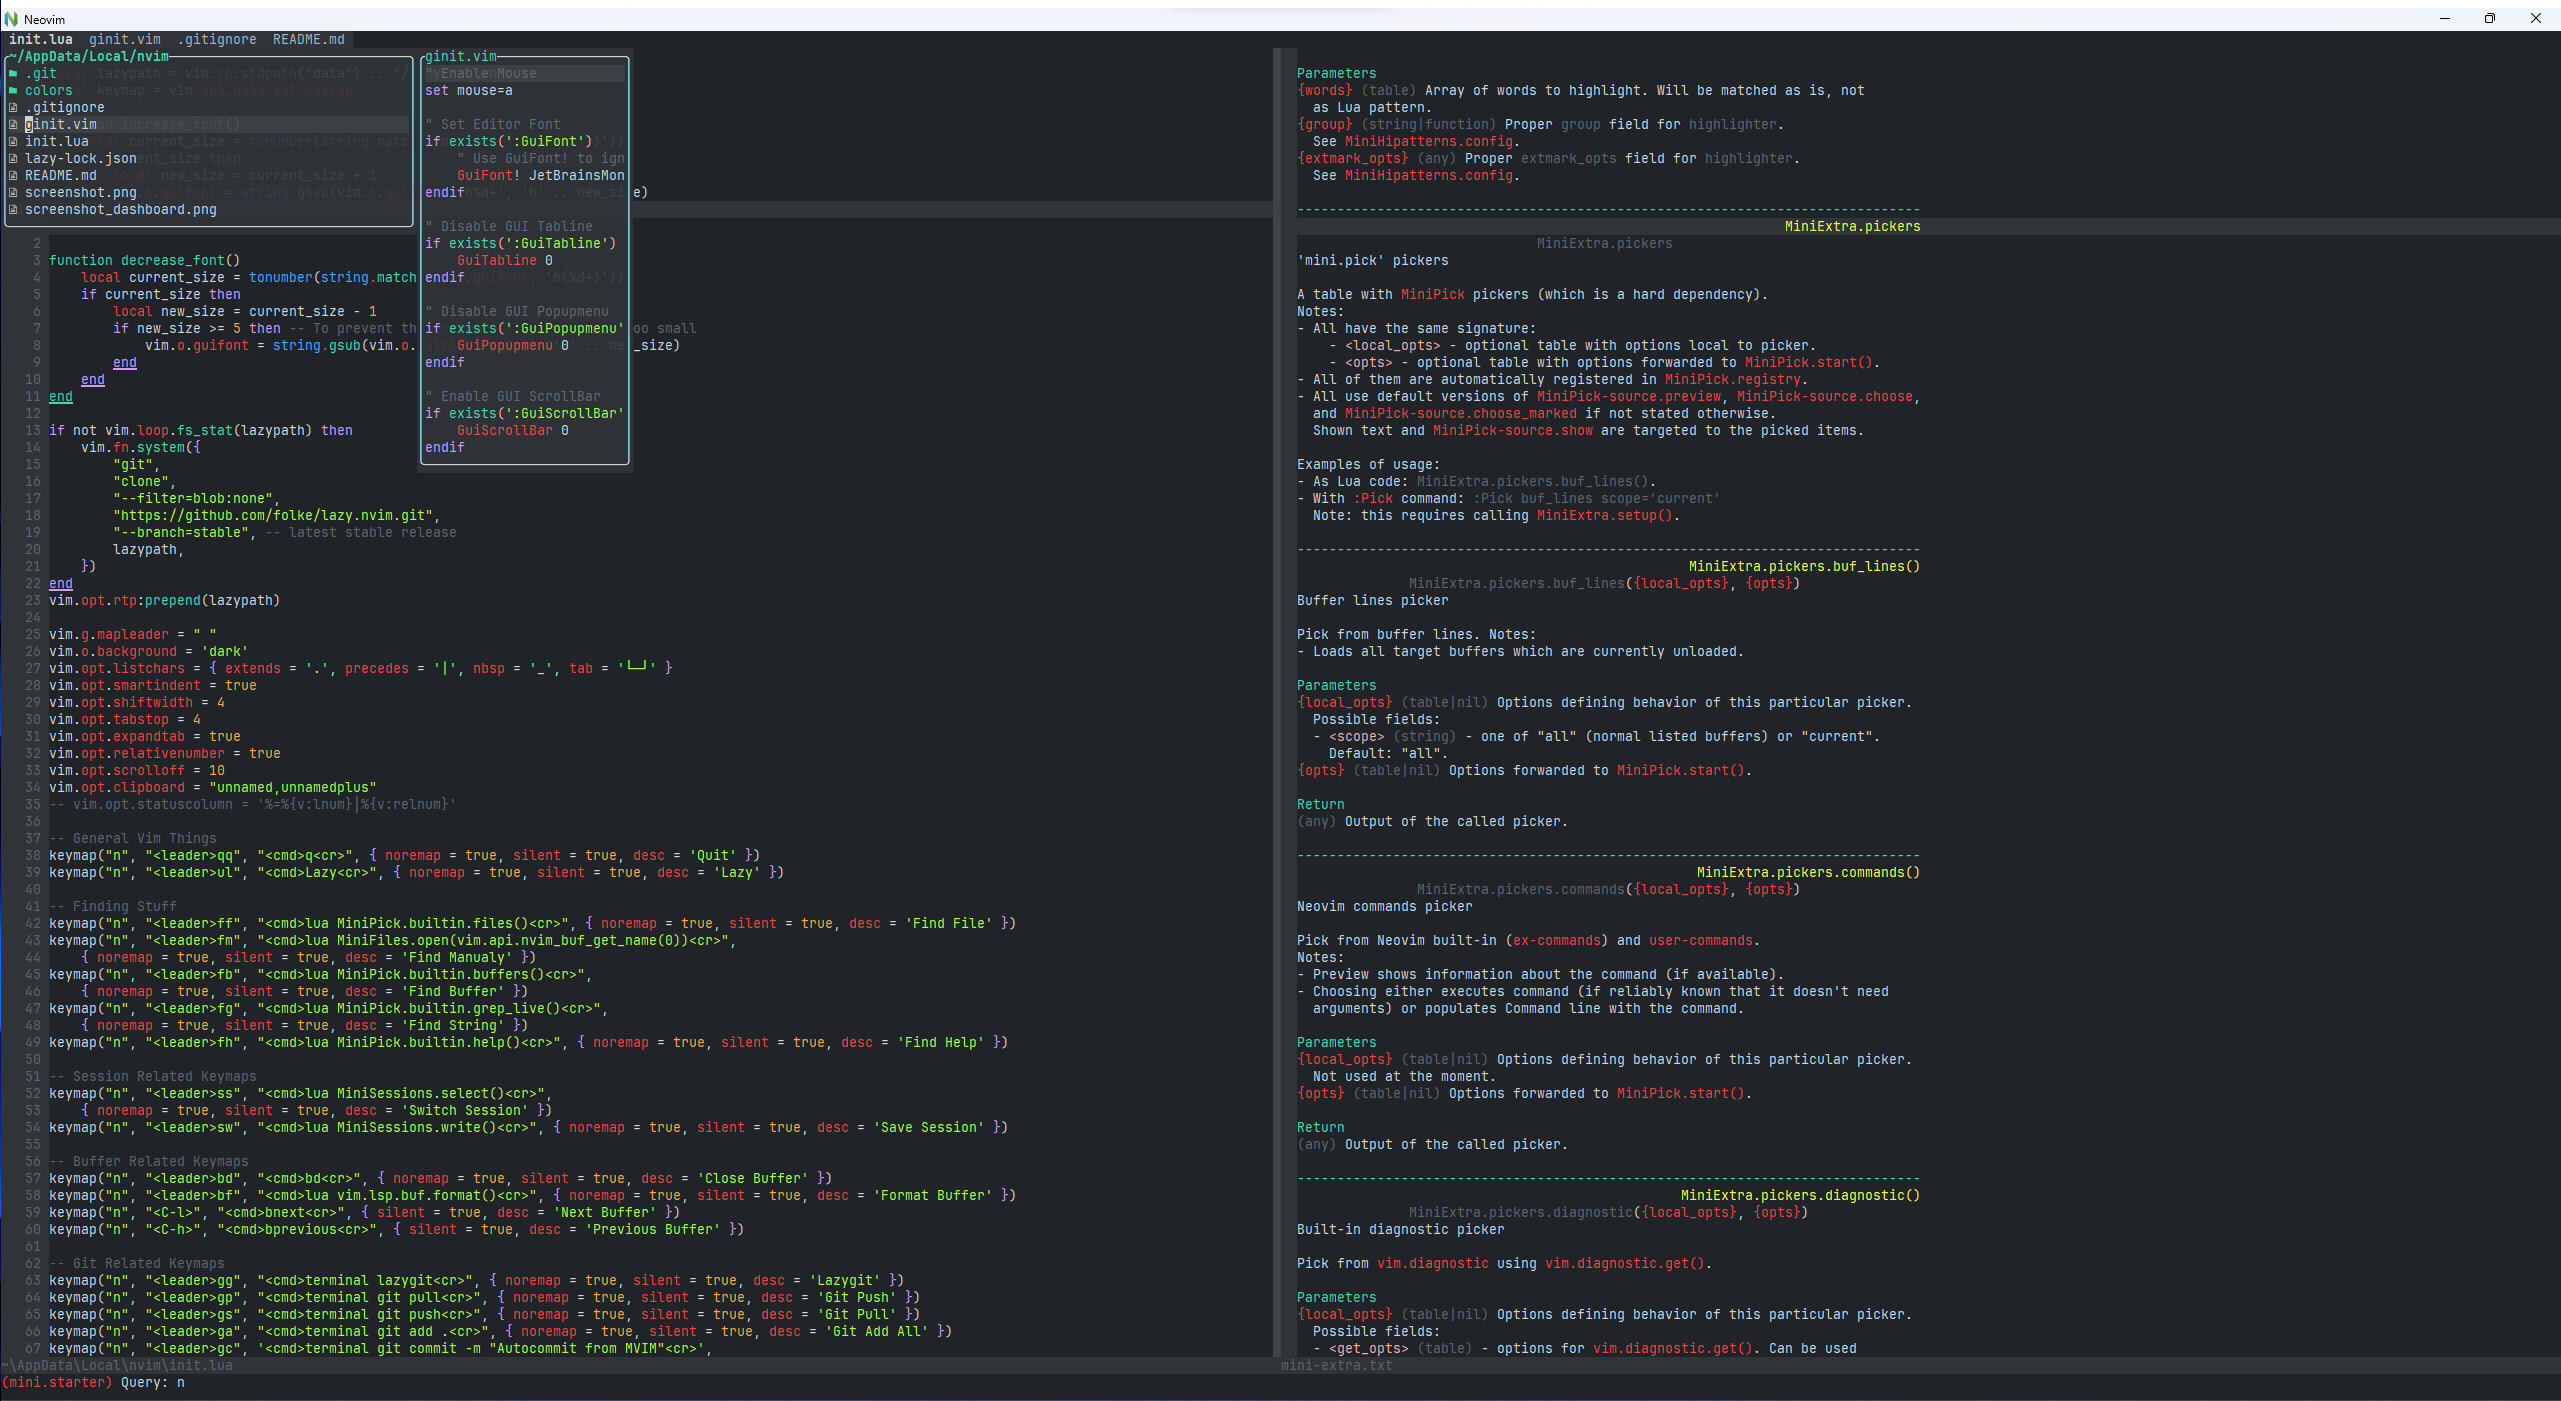 Neovim
init.lua  ginit.vim  .gitignore  README.md
~/AppData/Local/nvim
.git
colors
.gitignore
ginit.vim
init.lua
lazy-lock.json
README.md
screenshot.png
screenshot_dashboard.png
ginit.vim
" Enable Mouse
set mouse=a
" Set Editor Font
if exists(':GuiFont')
" Use GuiFont! to ign
GuiFont! JetBrainsMon
endif
" Disable GUI Tabline
if exists(':GuiTabline')
GuiTabline 0
endif
" Disable GUI Popupmenu
if exists(':GuiPopupmenu'
GuiPopupmenu 0
endif
" Enable GUI ScrollBar
if exists(':GuiScrollBar'
GuiScrollBar 0
endif
2
3 function decrease_font()
4 local current_size = tonumber(string.match
5 if current_size then
6 local new_size = current_size - 1
7 if new_size >= 5 then -- To prevent th oo small
8 vim.o.guifont = string.gsub(vim.o. _size)
9 end
10 end
11 end
12
13 if not vim.loop.fs_stat(lazypath) then
14 vim.fn.system({
15 "git",
16 "clone",
17 "--filter=blob:none",
18 "https://github.com/folke/lazy.nvim.git",
19 "--branch=stable", -- latest stable release
20 lazypath,
21 })
22 end
23 vim.opt.rtp:prepend(lazypath)
24
25 vim.g.mapleader = " "
26 vim.o.background = 'dark'
27 vim.opt.listchars = { extends = '.', precedes = '|', nbsp = '_', tab = '└─┘' }
28 vim.opt.smartindent = true
29 vim.opt.shiftwidth = 4
30 vim.opt.tabstop = 4
31 vim.opt.expandtab = true
32 vim.opt.relativenumber = true
33 vim.opt.scrolloff = 10
34 vim.opt.clipboard = "unnamed,unnamedplus"
35 -- vim.opt.statuscolumn = '%=%{v:lnum}|%{v:relnum}'
36
37 -- General Vim Things
38 keymap("n", "<leader>qq", "<cmd>q<cr>", { noremap = true, silent = true, desc = 'Quit' })
39 keymap("n", "<leader>ul", "<cmd>Lazy<cr>", { noremap = true, silent = true, desc = 'Lazy' })
40
41 -- Finding Stuff
42 keymap("n", "<leader>ff", "<cmd>lua MiniPick.builtin.files()<cr>", { noremap = true, silent = true, desc = 'Find File' })
43 keymap("n", "<leader>fm", "<cmd>lua MiniFiles.open(vim.api.nvim_buf_get_name(0))<cr>",
44 { noremap = true, silent = true, desc = 'Find Manualy' })
45 keymap("n", "<leader>fb", "<cmd>lua MiniPick.builtin.buffers()<cr>",
46 { noremap = true, silent = true, desc = 'Find Buffer' })
47 keymap("n", "<leader>fg", "<cmd>lua MiniPick.builtin.grep_live()<cr>",
48 { noremap = true, silent = true, desc = 'Find String' })
49 keymap("n", "<leader>fh", "<cmd>lua MiniPick.builtin.help()<cr>", { noremap = true, silent = true, desc = 'Find Help' })
50
51 -- Session Related Keymaps
52 keymap("n", "<leader>ss", "<cmd>lua MiniSessions.select()<cr>",
53 { noremap = true, silent = true, desc = 'Switch Session' })
54 keymap("n", "<leader>sw", "<cmd>lua MiniSessions.write()<cr>", { noremap = true, silent = true, desc = 'Save Session' })
55
56 -- Buffer Related Keymaps
57 keymap("n", "<leader>bd", "<cmd>bd<cr>", { noremap = true, silent = true, desc = 'Close Buffer' })
58 keymap("n", "<leader>bf", "<cmd>lua vim.lsp.buf.format()<cr>", { noremap = true, silent = true, desc = 'Format Buffer' })
59 keymap("n", "<C-l>", "<cmd>bnext<cr>", { silent = true, desc = 'Next Buffer' })
60 keymap("n", "<C-h>", "<cmd>bprevious<cr>", { silent = true, desc = 'Previous Buffer' })
61
62 -- Git Related Keymaps
63 keymap("n", "<leader>gg", "<cmd>terminal lazygit<cr>", { noremap = true, silent = true, desc = 'Lazygit' })
64 keymap("n", "<leader>gp", "<cmd>terminal git pull<cr>", { noremap = true, silent = true, desc = 'Git Push' })
65 keymap("n", "<leader>gs", "<cmd>terminal git push<cr>", { noremap = true, silent = true, desc = 'Git Pull' })
66 keymap("n", "<leader>ga", "<cmd>terminal git add .<cr>", { noremap = true, silent = true, desc = 'Git Add All' })
67 keymap("n", "<leader>gc", '<cmd>terminal git commit -m "Autocommit from MVIM"<cr>',
~\AppData\Local\nvim\init.lua
Parameters
{words} (table) Array of words to highlight. Will be matched as is, not
as Lua pattern.
{group} (string|function) Proper group field for highlighter.
See MiniHipatterns.config.
{extmark_opts} (any) Proper extmark_opts field for highlighter.
See MiniHipatterns.config.
------------------------------------------------------------------------------
MiniExtra.pickers
MiniExtra.pickers
'mini.pick' pickers
A table with MiniPick pickers (which is a hard dependency).
Notes:
- All have the same signature:
- <local_opts> - optional table with options local to picker.
- <opts> - optional table with options forwarded to MiniPick.start().
- All of them are automatically registered in MiniPick.registry.
- All use default versions of MiniPick-source.preview, MiniPick-source.choose,
and MiniPick-source.choose_marked if not stated otherwise.
Shown text and MiniPick-source.show are targeted to the picked items.
Examples of usage:
- As Lua code: MiniExtra.pickers.buf_lines().
- With :Pick command: :Pick buf_lines scope='current'
Note: this requires calling MiniExtra.setup().
------------------------------------------------------------------------------
MiniExtra.pickers.buf_lines()
MiniExtra.pickers.buf_lines({local_opts}, {opts})
Buffer lines picker
Pick from buffer lines. Notes:
- Loads all target buffers which are currently unloaded.
Parameters
{local_opts} (table|nil) Options defining behavior of this particular picker.
Possible fields:
- <scope> (string) - one of "all" (normal listed buffers) or "current".
Default: "all".
{opts} (table|nil) Options forwarded to MiniPick.start().
Return
(any) Output of the called picker.
------------------------------------------------------------------------------
MiniExtra.pickers.commands()
MiniExtra.pickers.commands({local_opts}, {opts})
Neovim commands picker
Pick from Neovim built-in (ex-commands) and user-commands.
Notes:
- Preview shows information about the command (if available).
- Choosing either executes command (if reliably known that it doesn't need
arguments) or populates Command line with the command.
Parameters
{local_opts} (table|nil) Options defining behavior of this particular picker.
Not used at the moment.
{opts} (table|nil) Options forwarded to MiniPick.start().
Return
(any) Output of the called picker.
------------------------------------------------------------------------------
MiniExtra.pickers.diagnostic()
MiniExtra.pickers.diagnostic({local_opts}, {opts})
Built-in diagnostic picker
Pick from vim.diagnostic using vim.diagnostic.get().
Parameters
{local_opts} (table|nil) Options defining behavior of this particular picker.
Possible fields:
- <get_opts> (table) - options for vim.diagnostic.get(). Can be used
mini-extra.txt
(mini.starter) Query: n